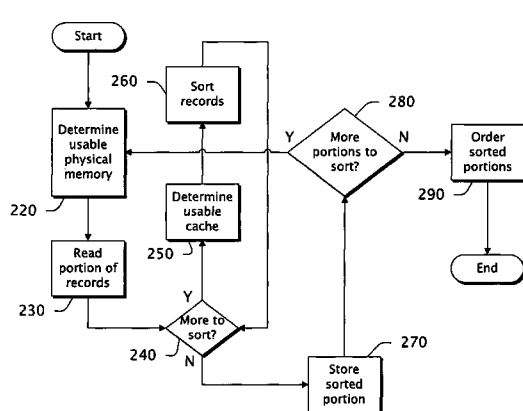 Start
260
Sort
records
280
Determine
usable
physical
memory
220
Y
More
portions to
sort?
N
Order
sorted
portions
290
Determine
usable
cache
250
Read
portion of
records
230
Y
More to
sort?
240
N
End
270
Store
sorted
portion